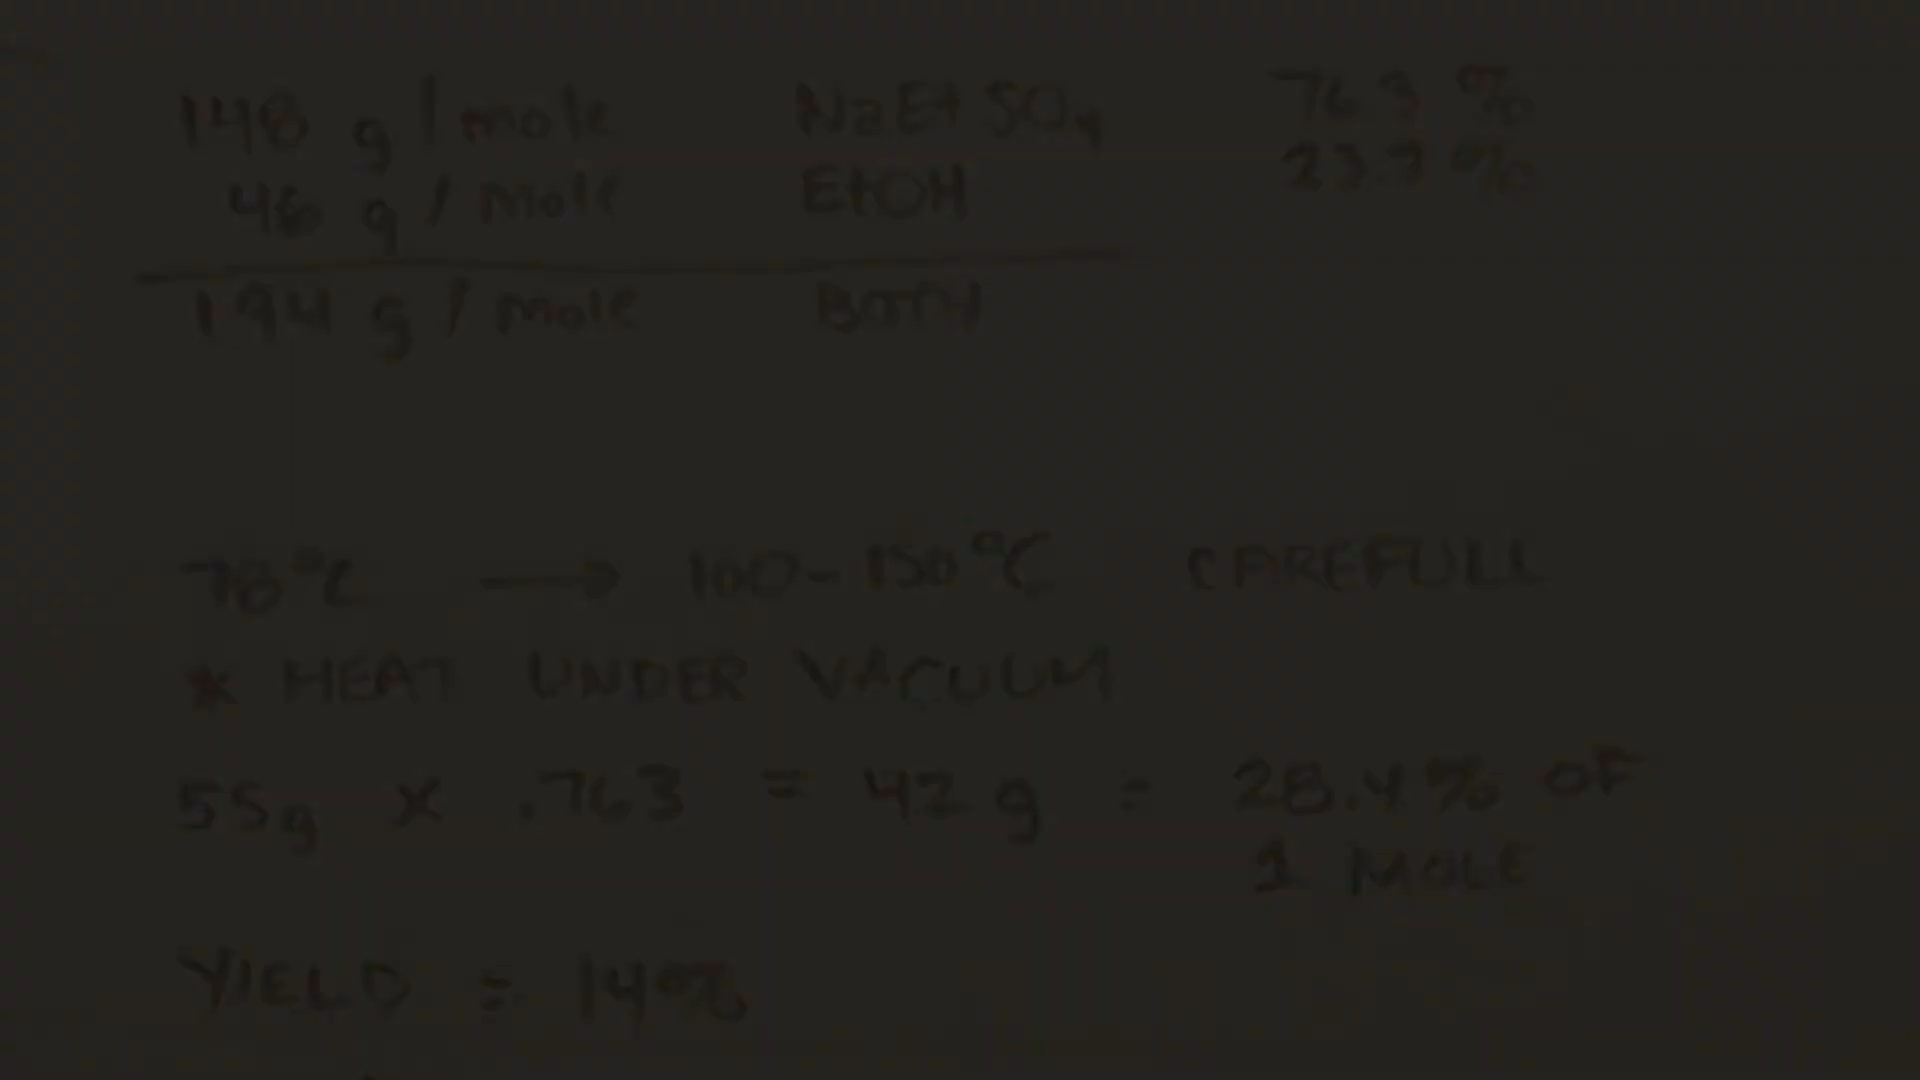 148 g/mole NaEtSO₄ 76.3 %
46 g/mole EtOH 23.7 %
194 g/mole BOTH
78°C → 100-150°C CAREFULL
* HEAT UNDER VACUUM
55g x .763 = 42 g = 28.4% OF
1 MOLE
YIELD = 14%